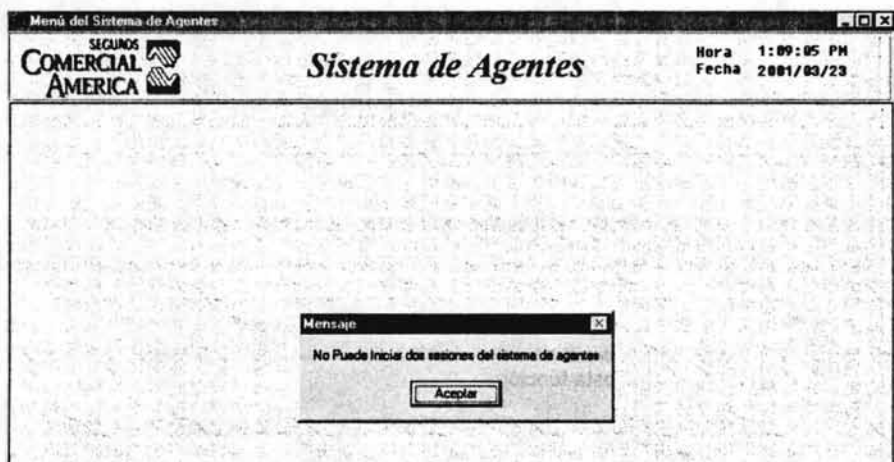 Menú del Sistema de Agentes
SEGUROS
COMERCIAL
AMERICA
Sistema de Agentes
Hora 1:09:05 PM
Fecha 2001/03/23
Mensaje
No Puede Iniciar dos sesiones del sistema de agentes
Aceptar